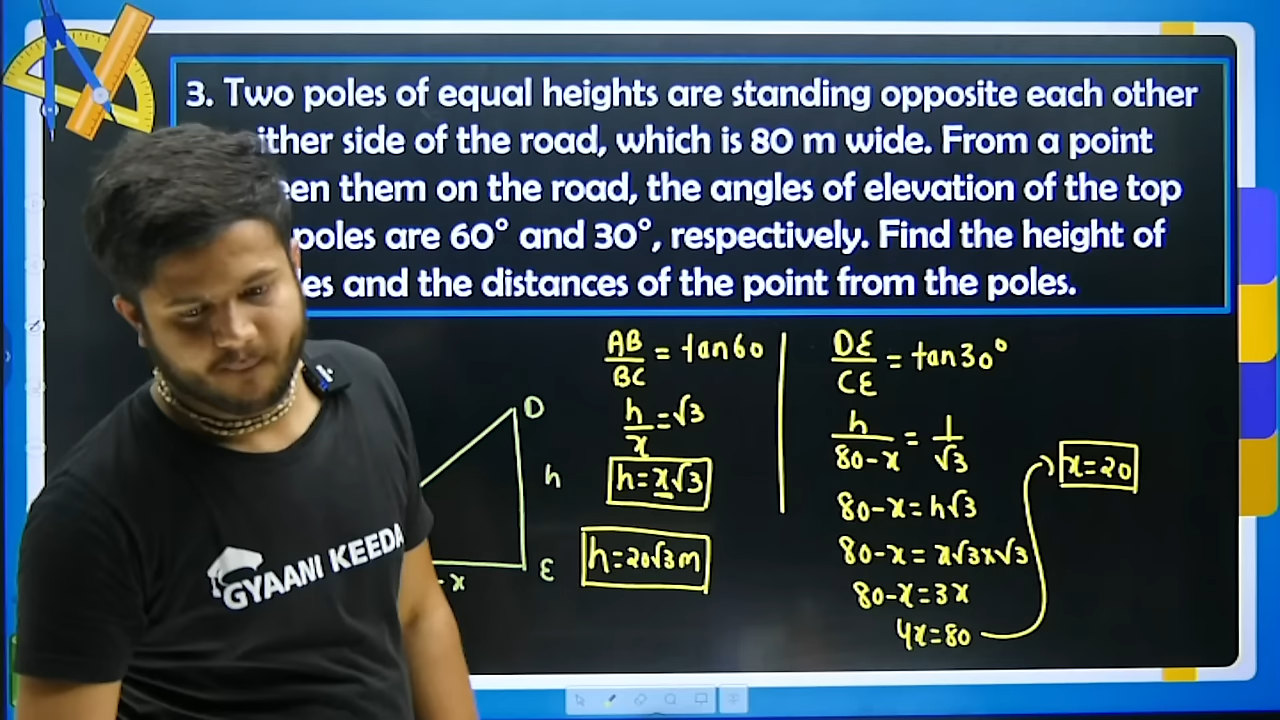 3. Two poles of equal heights are standing opposite each other
ither side of the road, which is 80 m wide. From a point
een them on the road, the angles of elevation of the top
poles are 60° and 30°, respectively. Find the height of
es and the distances of the point from the poles.
D
h
E
-x
AB/BC = tan60
h/x = √3
h = x√3
h = 20√3 m
DE/CE = tan30°
h/80-x = 1/√3
80-x = h√3
80-x = x√3x√3
80-x = 3x
4x = 80
x = 20
GYAANI KEEDA